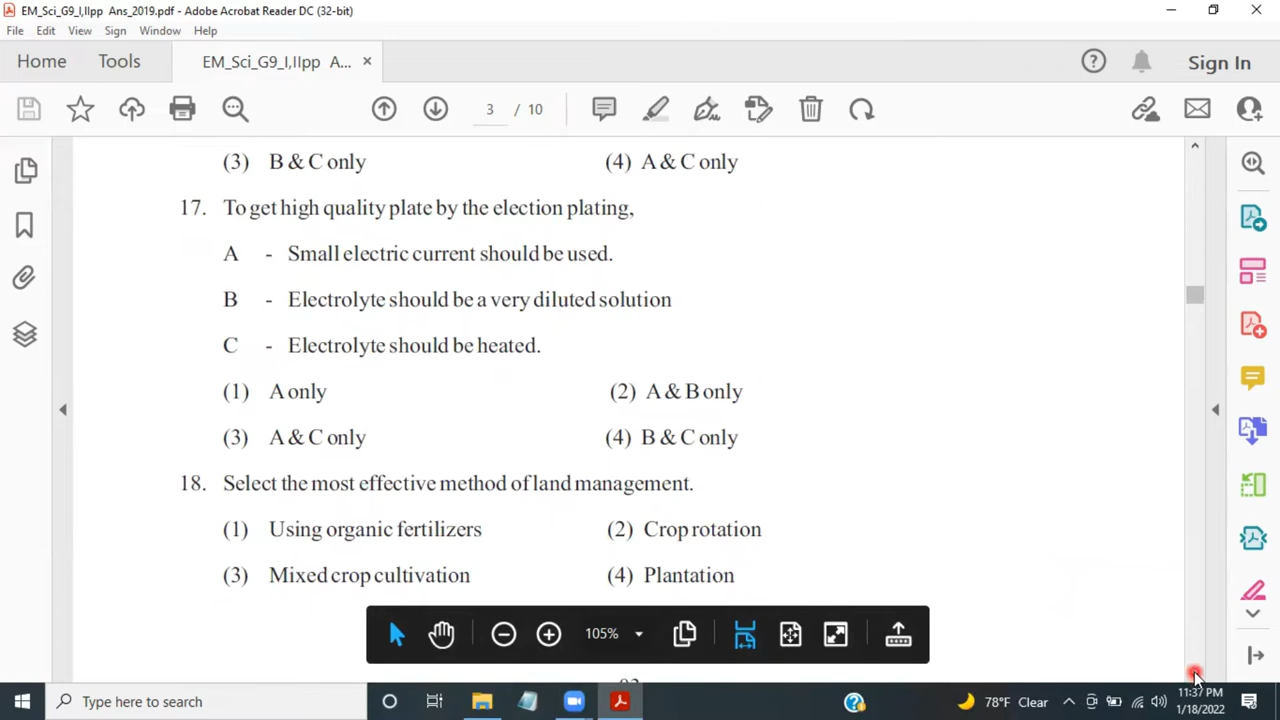 EM_Sci_G9_I,IIpp Ans_2019.pdf - Adobe Acrobat Reader DC (32-bit)
File Edit View Sign Window Help
Home Tools EM_Sci_G9_I,IIpp A... × Sign In
3 / 10
(3) B & C only (4) A & C only
17. To get high quality plate by the election plating,
A - Small electric current should be used.
B - Electrolyte should be a very diluted solution
C - Electrolyte should be heated.
(1) A only (2) A & B only
(3) A & C only (4) B & C only
18. Select the most effective method of land management.
(1) Using organic fertilizers (2) Crop rotation
(3) Mixed crop cultivation (4) Plantation
105%
Type here to search
78°F Clear
11:37 PM
1/18/2022